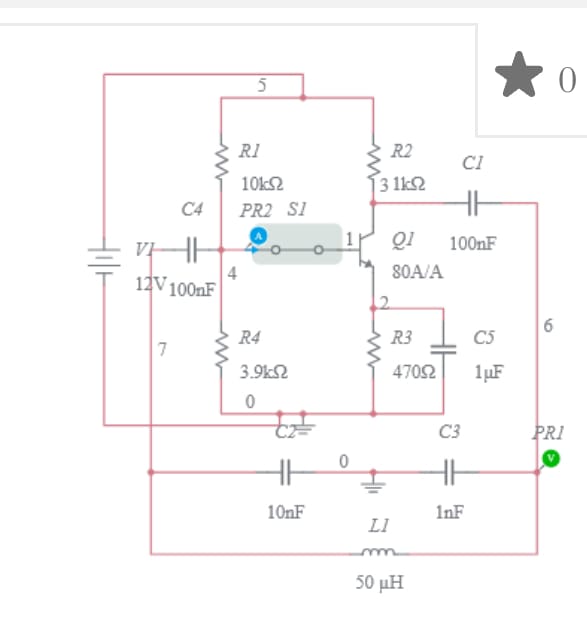 0
5
R1
10kΩ
R2
3 1kΩ
C1
C4
PR2 S1
A
1
Q1
80A/A
100nF
V1
12V
100nF
4
2
6
7
R4
3.9kΩ
R3
470Ω
C5
1µF
0
C2
C3
PR1
V
0
10nF
1nF
L1
50 µH